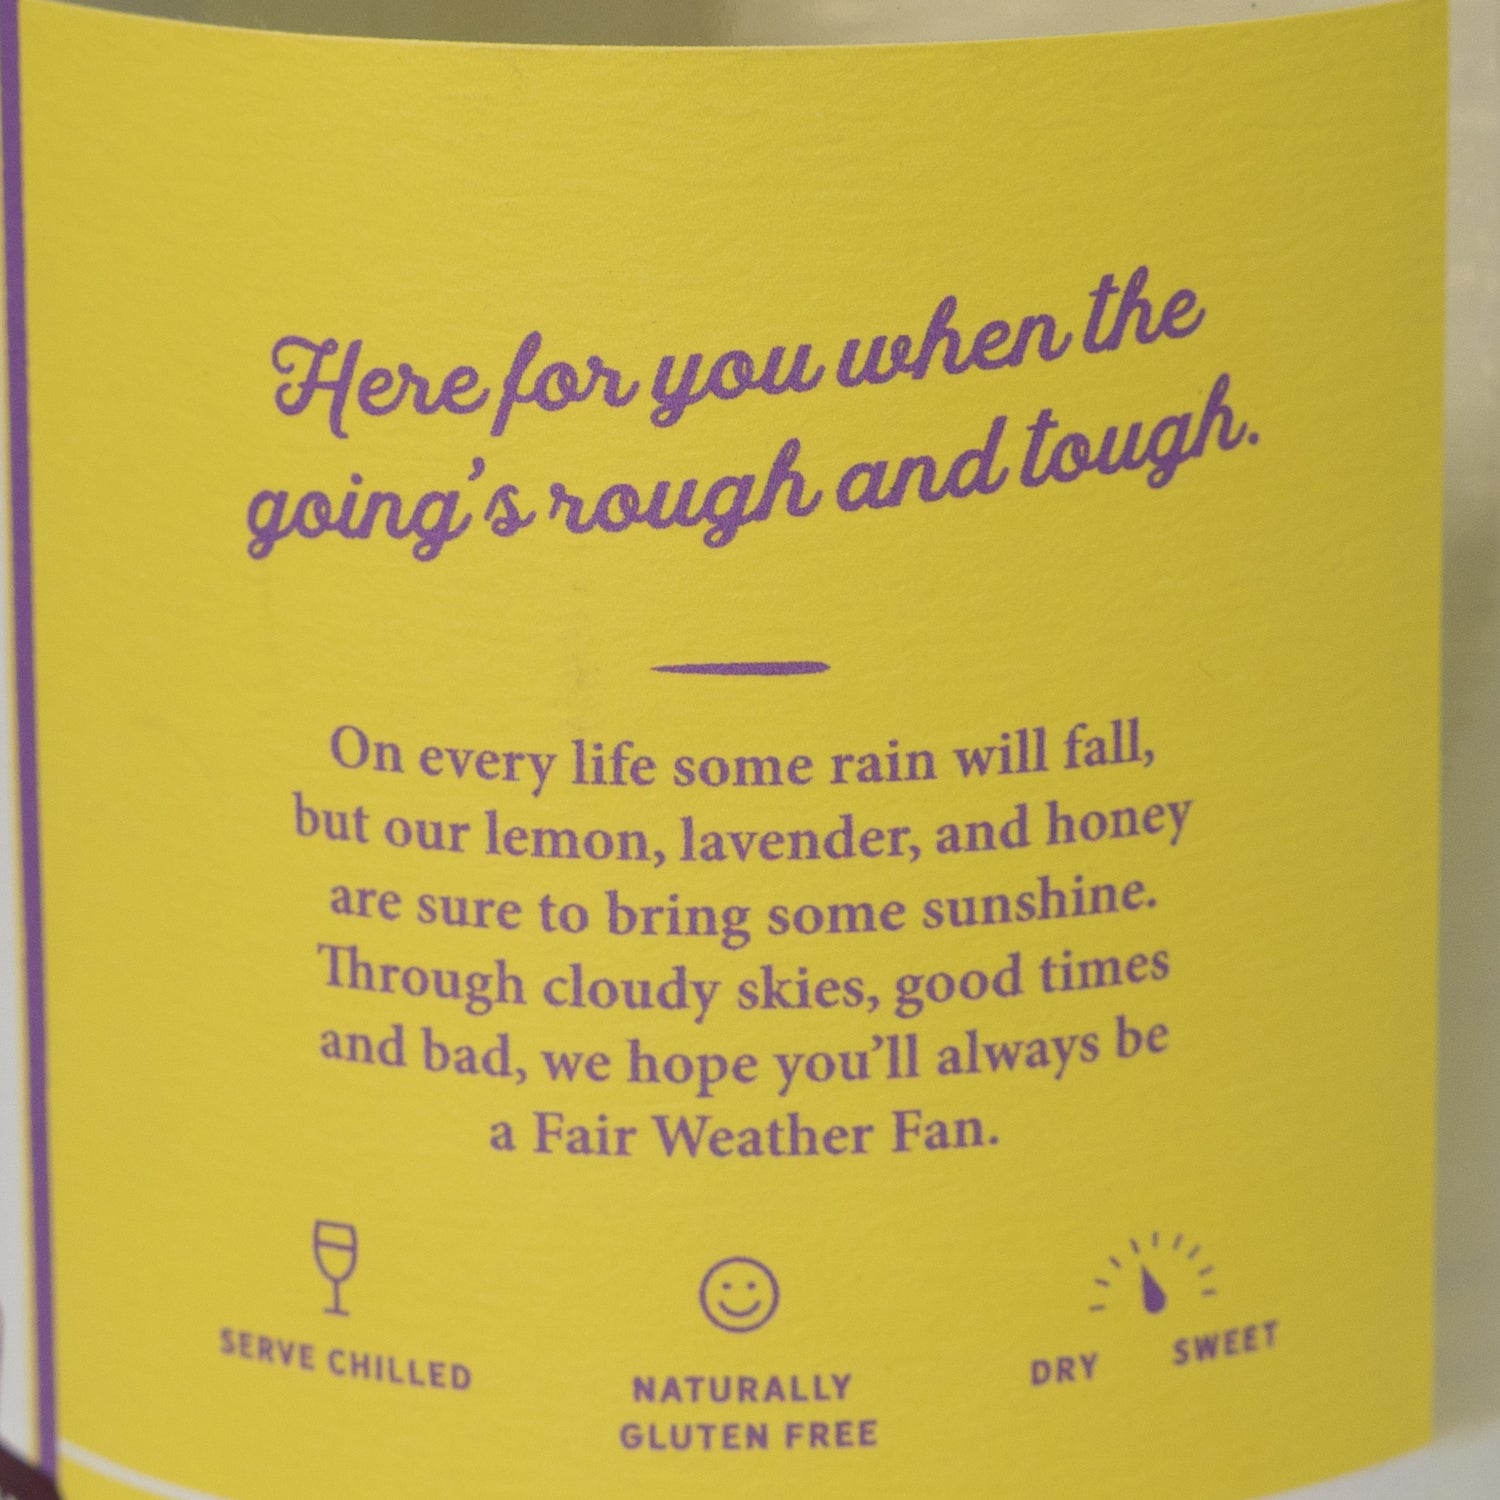 Here for you when the
going's rough and tough.
On every life some rain will fall,
but our lemon, lavender, and honey
are sure to bring some sunshine.
Through cloudy skies, good times
and bad, we hope you'll always be
a Fair Weather Fan.
SERVE CHILLED
NATURALLY
GLUTEN FREE
DRY SWEET